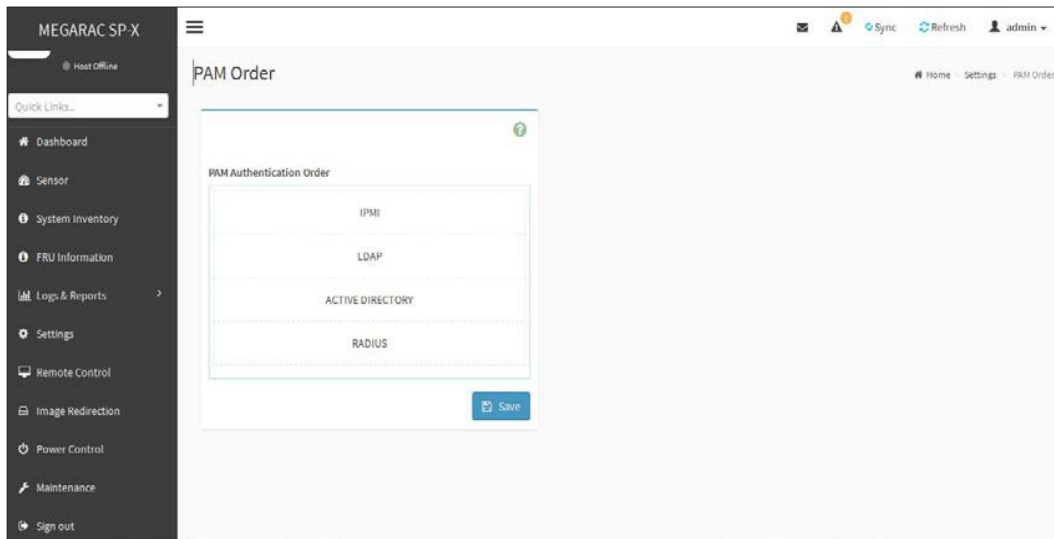 MEGARAC SP-X
Host Offline
Quick Links...
Dashboard
Sensor
System Inventory
FRU Information
Logs & Reports
Settings
Remote Control
Image Redirection
Power Control
Maintenance
Sign out
Sync Refresh admin
PAM Order
Home - Settings - PAM Order
PAM Authentication Order
IPMI
LDAP
ACTIVE DIRECTORY
RADIUS
Save